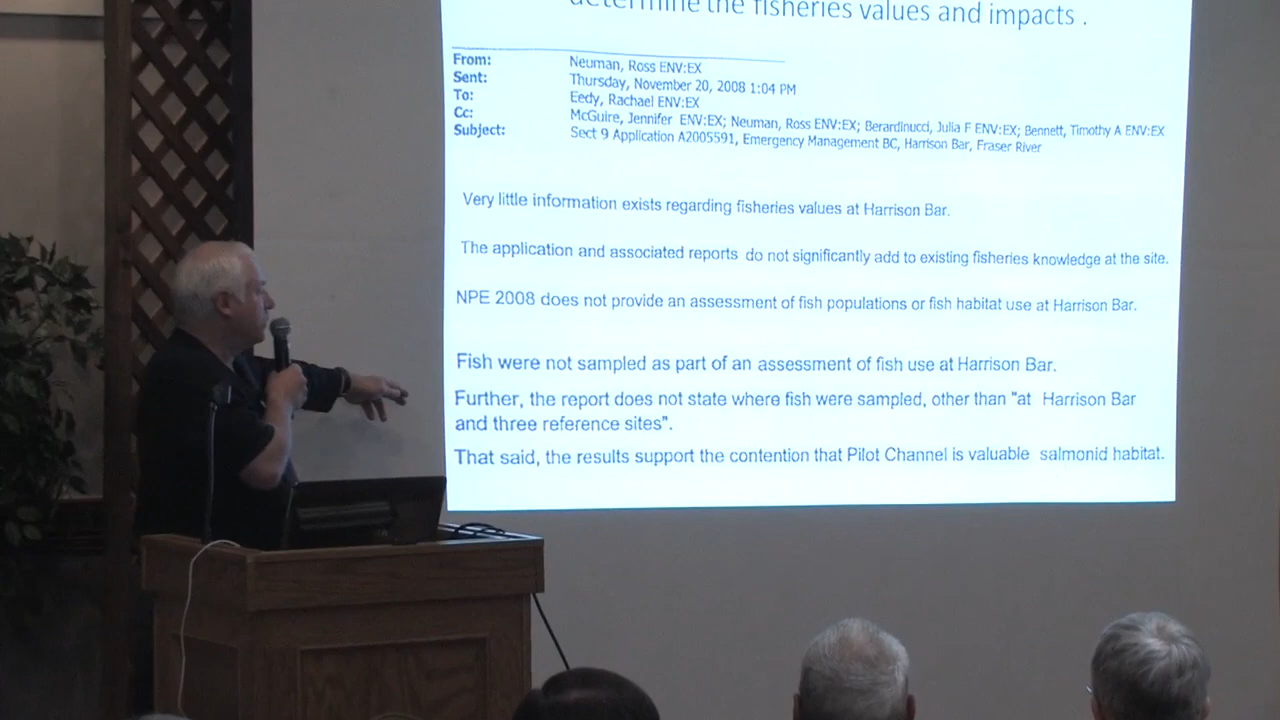 determine the fisheries values and impacts .
From: Neuman, Ross ENV:EX
Sent: Thursday, November 20, 2008 1:04 PM
To: Eedy, Rachael ENV:EX
Cc: McGuire, Jennifer ENV:EX; Neuman, Ross ENV:EX; Berardinucci, Julia F ENV:EX; Bennett, Timothy A ENV:EX
Subject: Sect 9 Application A2005591, Emergency Management BC, Harrison Bar, Fraser River
Very little information exists regarding fisheries values at Harrison Bar.
The application and associated reports do not significantly add to existing fisheries knowledge at the site.
NPE 2008 does not provide an assessment of fish populations or fish habitat use at Harrison Bar.
Fish were not sampled as part of an assessment of fish use at Harrison Bar.
Further, the report does not state where fish were sampled, other than "at Harrison Bar
and three reference sites".
That said, the results support the contention that Pilot Channel is valuable salmonid habitat.